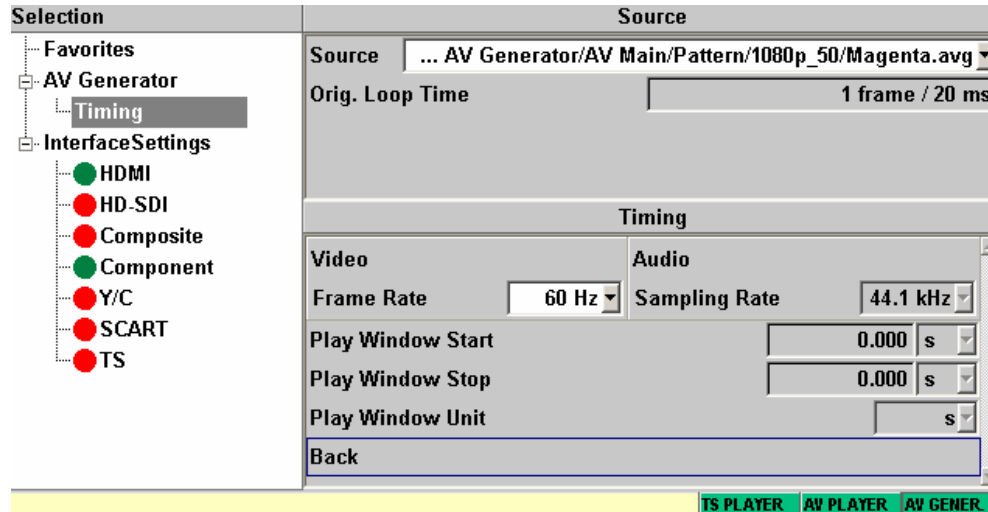 Selection
Favorites
AV Generator
Timing
InterfaceSettings
HDMI
HD-SDI
Composite
Component
Y/C
SCART
TS
Source
Source ... AV Generator/AV Main/Pattern/1080p_50/Magenta.avg
Orig. Loop Time 1 frame / 20 ms
Timing
Video Audio
Frame Rate 60 Hz Sampling Rate 44.1 kHz
Play Window Start 0.000 s
Play Window Stop 0.000 s
Play Window Unit s
Back
TS PLAYER AV PLAYER AV GENER.